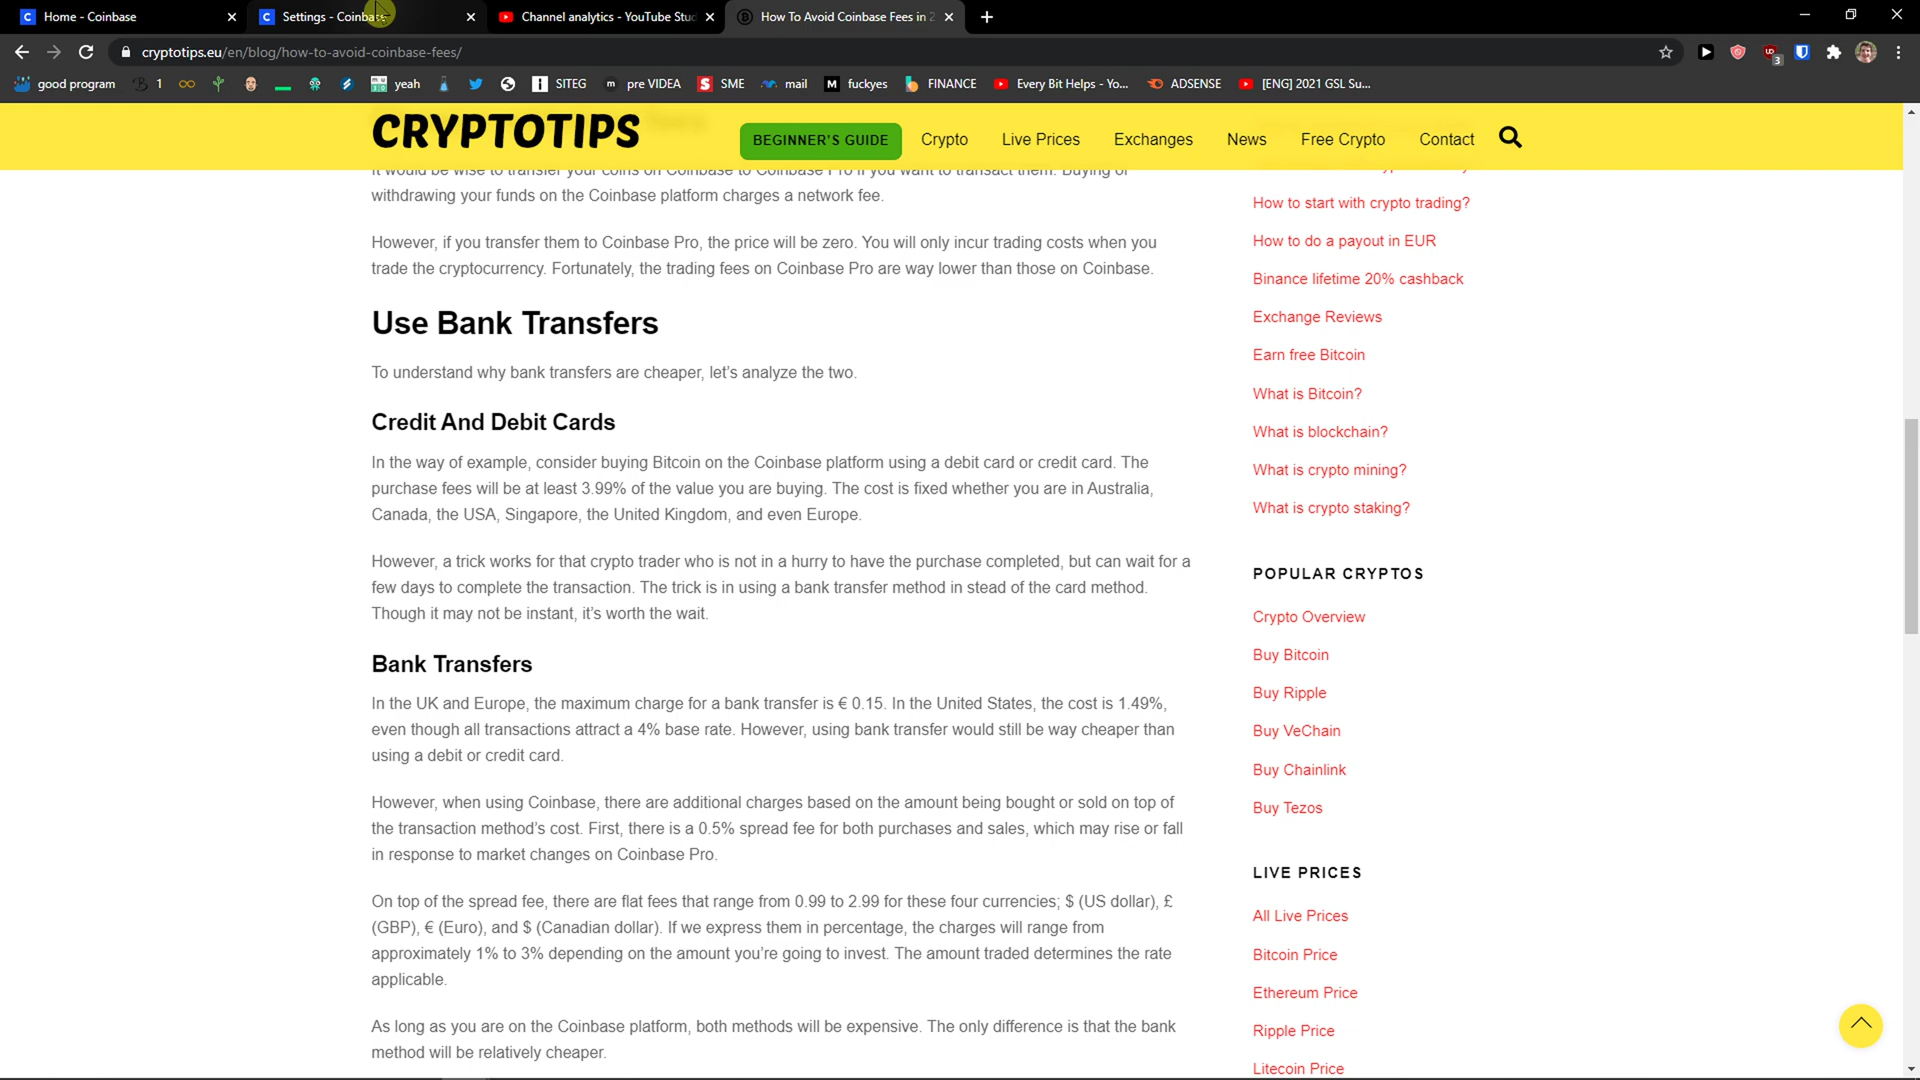 Home - Coinbase
Settings - Coinbase
Channel analytics - YouTube Stud
How To Avoid Coinbase Fees in 2
cryptotips.eu/en/blog/how-to-avoid-coinbase-fees/
good program
1
yeah
SITEG
pre VIDEA
SME
mail
fuckyes
FINANCE
Every Bit Helps - Yo...
ADSENSE
[ENG] 2021 GSL Su...
CRYPTOTIPS
BEGINNER'S GUIDE
Crypto
Live Prices
Exchanges
News
Free Crypto
Contact
It would be wise to transfer your coins on Coinbase to Coinbase Pro if you want to transact them. Buying or
withdrawing your funds on the Coinbase platform charges a network fee.
However, if you transfer them to Coinbase Pro, the price will be zero. You will only incur trading costs when you
trade the cryptocurrency. Fortunately, the trading fees on Coinbase Pro are way lower than those on Coinbase.
Use Bank Transfers
To understand why bank transfers are cheaper, let's analyze the two.
Credit And Debit Cards
In the way of example, consider buying Bitcoin on the Coinbase platform using a debit card or credit card. The
purchase fees will be at least 3.99% of the value you are buying. The cost is fixed whether you are in Australia,
Canada, the USA, Singapore, the United Kingdom, and even Europe.
However, a trick works for that crypto trader who is not in a hurry to have the purchase completed, but can wait for a
few days to complete the transaction. The trick is in using a bank transfer method in stead of the card method.
Though it may not be instant, it's worth the wait.
Bank Transfers
In the UK and Europe, the maximum charge for a bank transfer is € 0.15. In the United States, the cost is 1.49%,
even though all transactions attract a 4% base rate. However, using bank transfer would still be way cheaper than
using a debit or credit card.
However, when using Coinbase, there are additional charges based on the amount being bought or sold on top of
the transaction method's cost. First, there is a 0.5% spread fee for both purchases and sales, which may rise or fall
in response to market changes on Coinbase Pro.
On top of the spread fee, there are flat fees that range from 0.99 to 2.99 for these four currencies; $ (US dollar), £
(GBP), € (Euro), and $ (Canadian dollar). If we express them in percentage, the charges will range from
approximately 1% to 3% depending on the amount you're going to invest. The amount traded determines the rate
applicable.
As long as you are on the Coinbase platform, both methods will be expensive. The only difference is that the bank
method will be relatively cheaper.
How to start with crypto trading?
How to do a payout in EUR
Binance lifetime 20% cashback
Exchange Reviews
Earn free Bitcoin
What is Bitcoin?
What is blockchain?
What is crypto mining?
What is crypto staking?
POPULAR CRYPTOS
Crypto Overview
Buy Bitcoin
Buy Ripple
Buy VeChain
Buy Chainlink
Buy Tezos
LIVE PRICES
All Live Prices
Bitcoin Price
Ethereum Price
Ripple Price
Litecoin Price